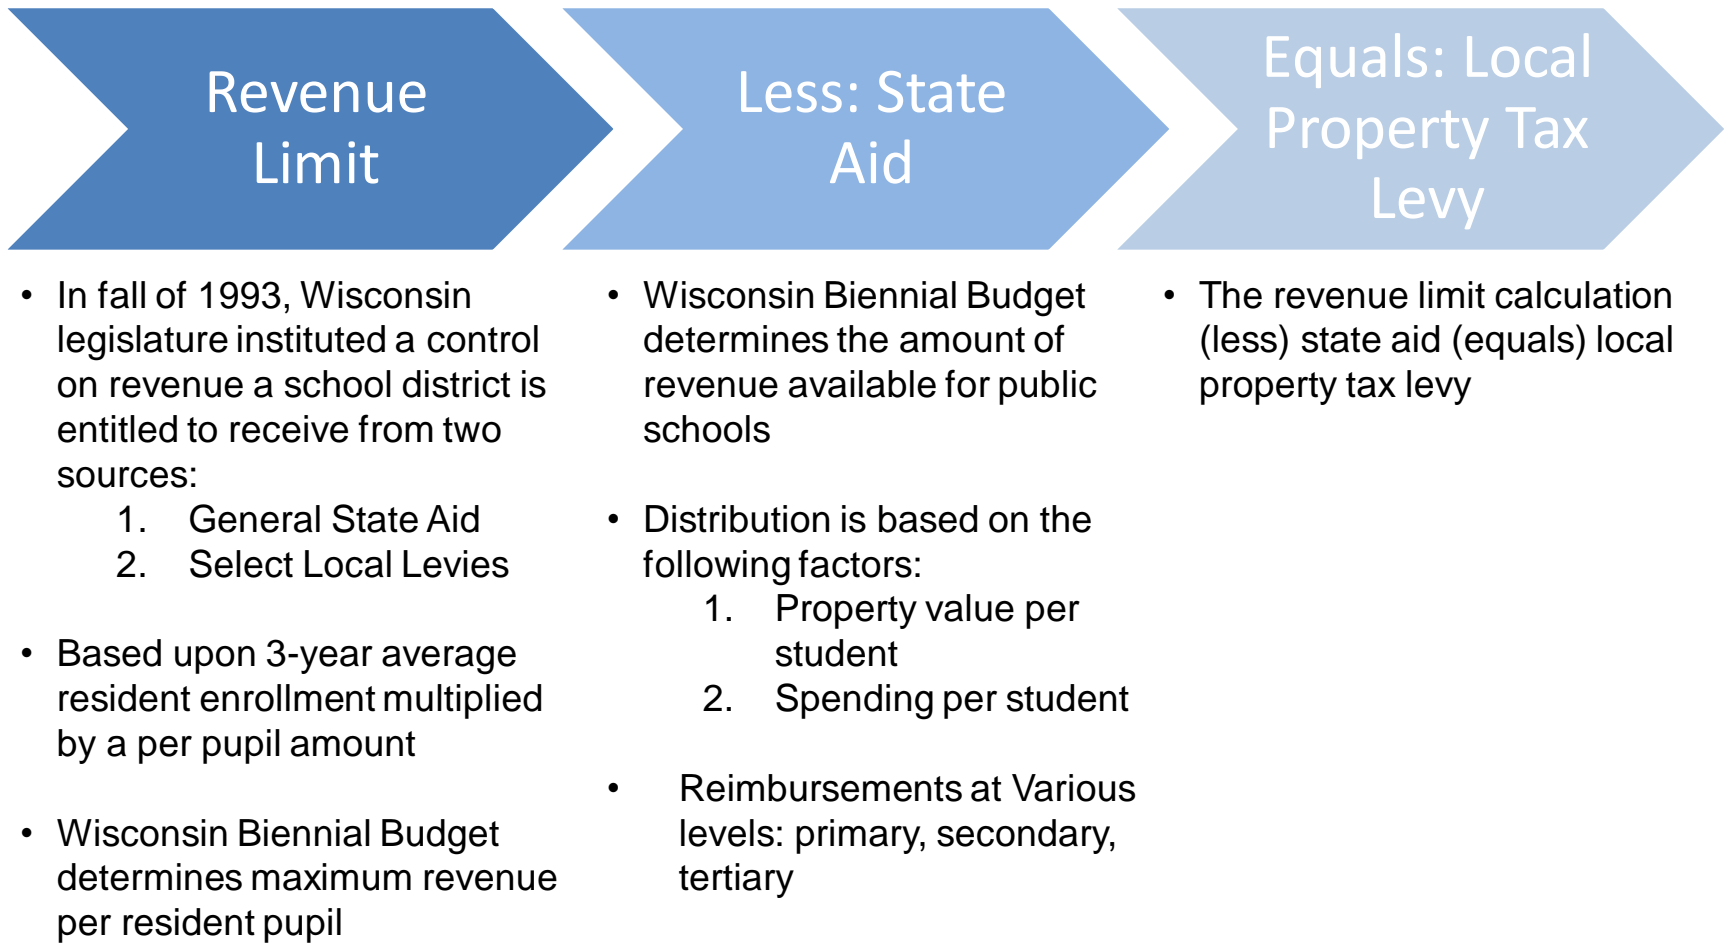 Revenue
Limit
Less: State
Aid
Equals: Local
Property Tax
Levy
• In fall of 1993, Wisconsin
legislature instituted a control
on revenue a school district is
entitled to receive from two
sources:
1. General State Aid
2. Select Local Levies
• Based upon 3-year average
resident enrollment multiplied
by a per pupil amount
• Wisconsin Biennial Budget
determines maximum revenue
per resident pupil
• Wisconsin Biennial Budget
determines the amount of
revenue available for public
schools
• Distribution is based on the
following factors:
1. Property value per
student
2. Spending per student
• Reimbursements at Various
levels: primary, secondary,
tertiary
• The revenue limit calculation
(less) state aid (equals) local
property tax levy